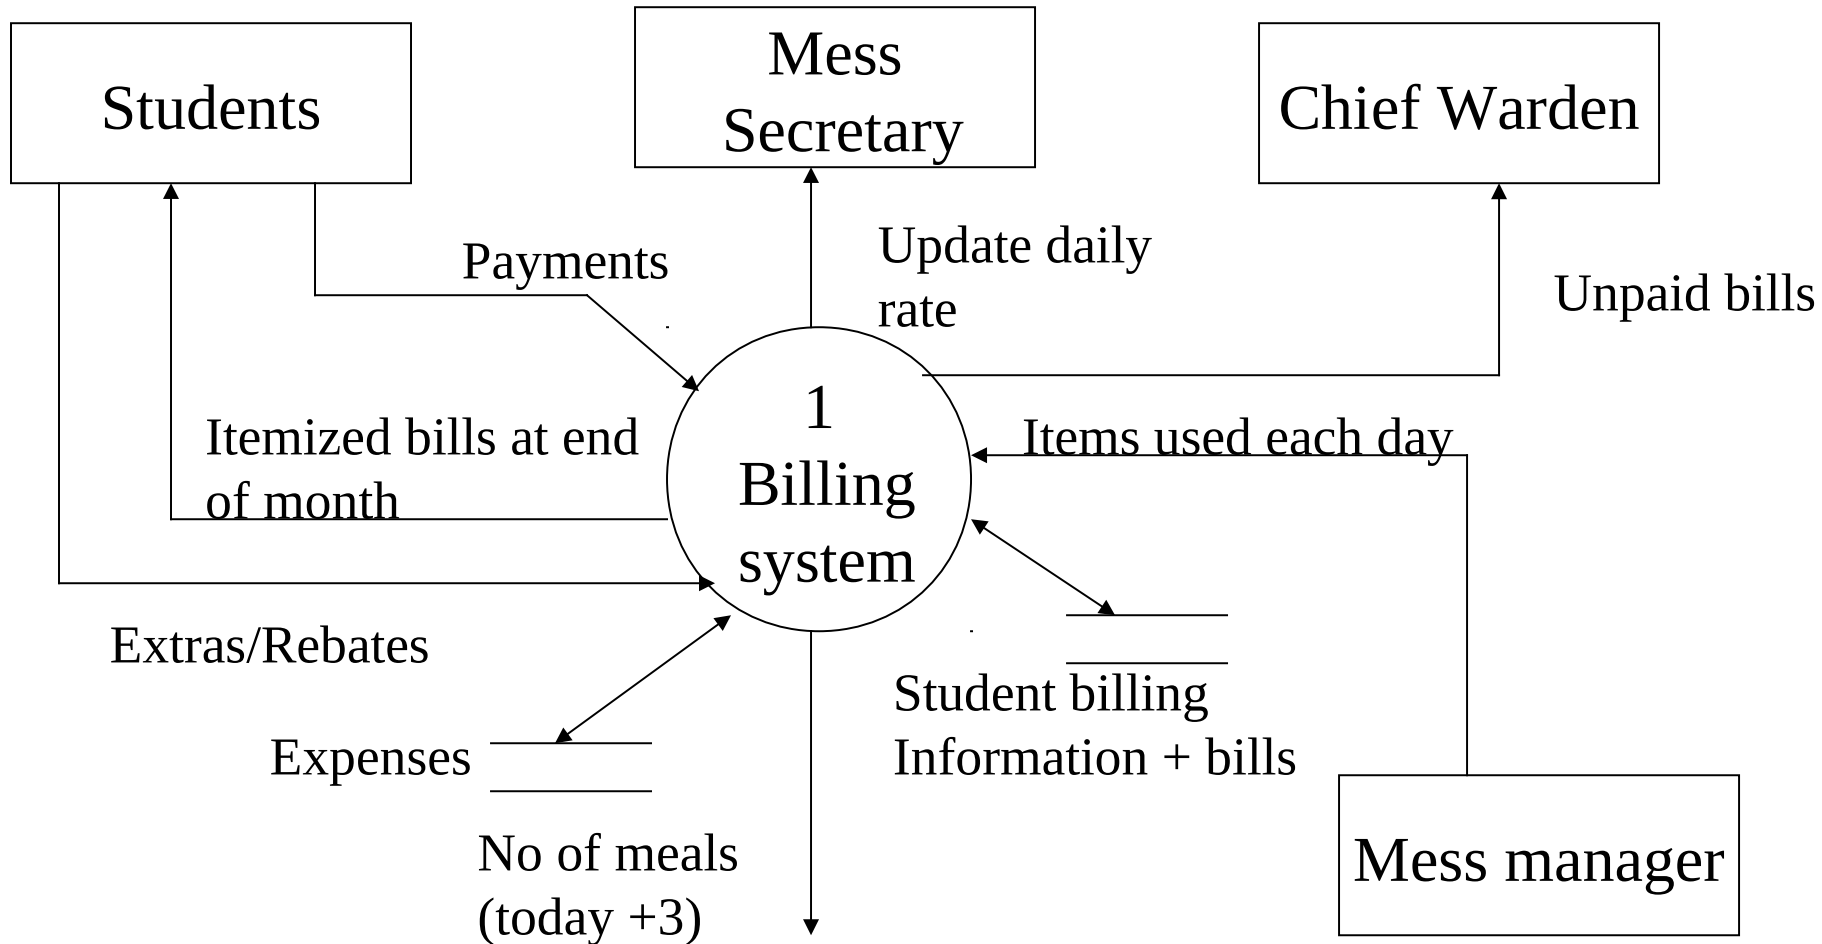 Students
Mess
Secretary
Chief Warden
Payments
Update daily
rate
Unpaid bills
1
Billing
system
Itemized bills at end
of month
Items used each day
Extras/Rebates
Student billing
Information + bills
Expenses
No of meals
(today +3)
Mess manager